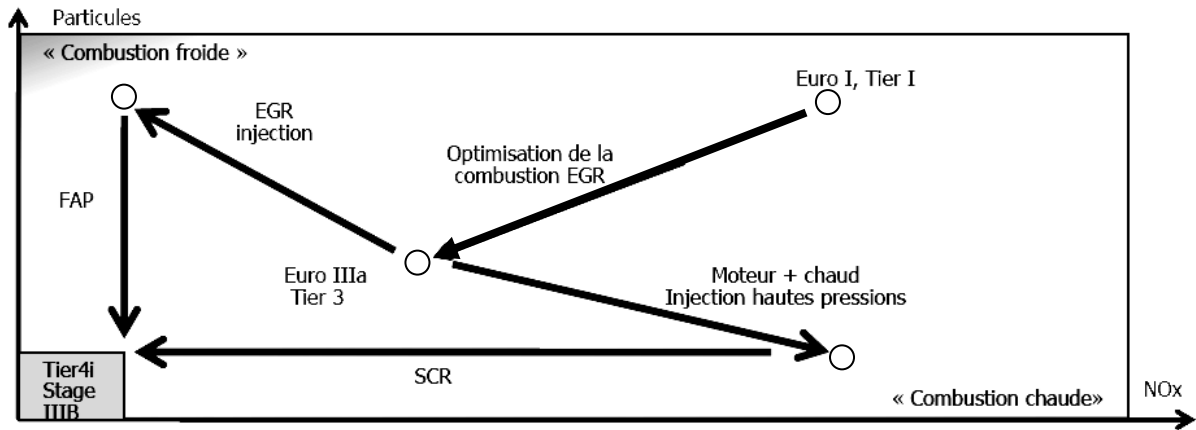 Particules
« Combustion froide »
Euro I, Tier I
EGR
injection
Optimisation de la
combustion EGR
FAP
Euro IIIa
Tier 3
Moteur + chaud
Injection hautes pressions
Tier4i
Stage
IIIB
SCR
NOx
« Combustion chaude»